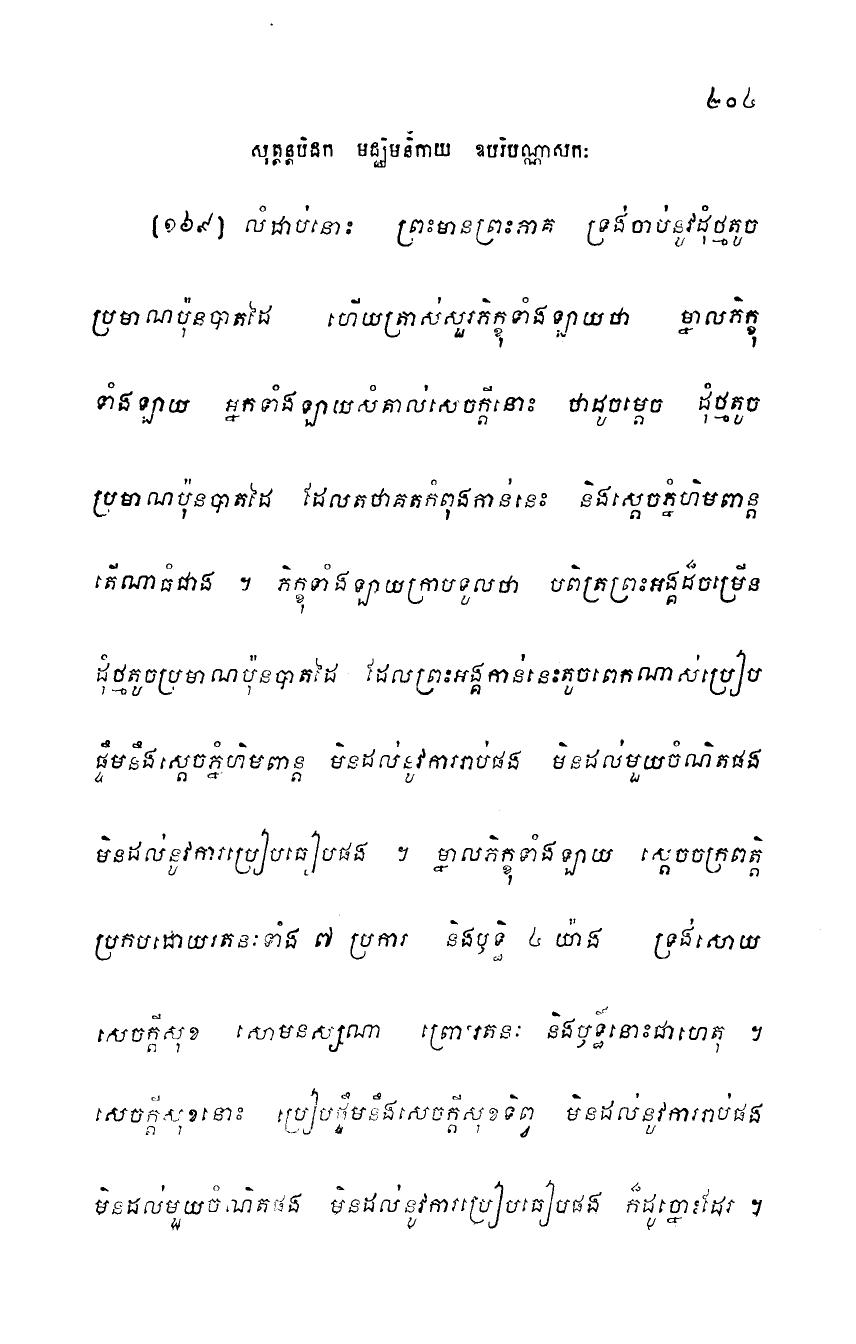 ២០៤
សុត្តន្តបិដក មជ្ឈិមនិកាយ ឧបរិបណ្ណាសកៈ
[១៦៩] លំដាប់នោះ ព្រះមានព្រះភាគ ទ្រង់ចាប់នូវដុំថ្មតូច
ប្រមាណប៉ុនបាតដៃ ហើយត្រាស់សួរភិក្ខុទាំងឡាយថា ម្នាលភិក្ខុ
ទាំងឡាយ អ្នកទាំងឡាយសំគាល់សេចក្តីនោះ ថាដូចម្តេច ដុំថ្មតូច
ប្រមាណប៉ុនបាតដៃ ដែលតថាគតកំពុងកាន់នេះ និងស្តេចភ្នំហិមពាន្ត
តើណាធំជាង ។ ភិក្ខុទាំងឡាយក្រាបទូលថា បពិត្រព្រះអង្គដ៏ចម្រើន
ដុំថ្មតូចប្រមាណប៉ុនបាតដៃ ដែលព្រះអង្គកាន់នេះតូចពេកណាស់ប្រៀប
ផ្ទឹមនឹងស្តេចភ្នំហិមពាន្ត មិនដល់នូវការរាប់ផង មិនដល់មួយចំណិតផង
មិនដល់នូវការប្រៀបធៀបផង ។ ម្នាលភិក្ខុទាំងឡាយ ស្តេចចក្រពត្តិ
ប្រកបដោយរតនៈទាំង ៧ ប្រការ និងឫទ្ធិ ៤ យ៉ាង ទ្រង់សោយ
សេចក្តីសុខ សោមនស្សណា ព្រោះរតនៈ និងឫទ្ធិ៍នោះជាហេតុ ។
សេចក្តីសុខនោះ ប្រៀបផ្ទឹមនឹងសេចក្តីសុខទិព្វ មិនដល់នូវការរាប់ផង
មិនដល់មួយចំណិតផង មិនដល់នូវការប្រៀបធៀបផង ក៏ដូច្នោះដែរ ។